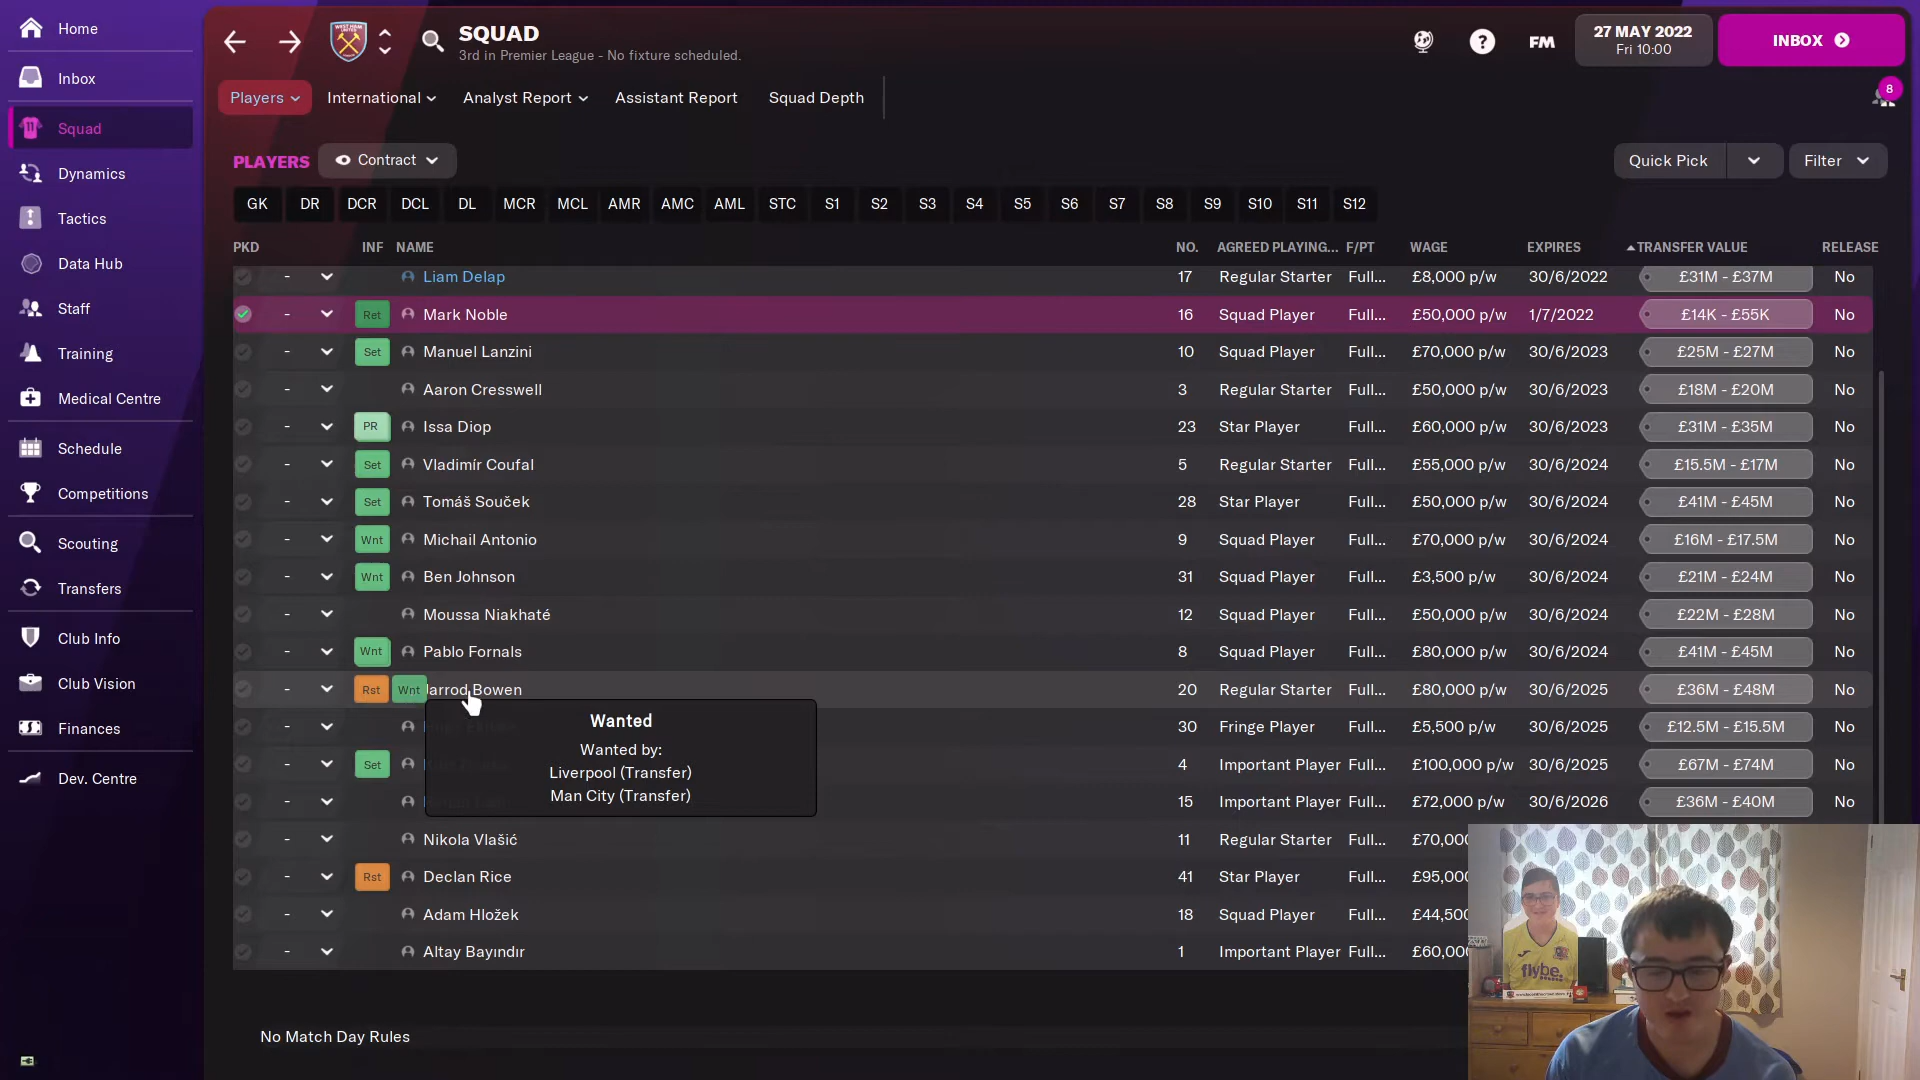 Home
Inbox
Squad
Dynamics
Tactics
Data Hub
Staff
Training
Medical Centre
Schedule
Competitions
Scouting
Transfers
Club Info
Club Vision
Finances
Dev. Centre
SQUAD
3rd in Premier League - No fixture scheduled.
FM
27 MAY 2022
Fri 10:00
INBOX
Players International Analyst Report Assistant Report Squad Depth
8
PLAYERS Contract Quick Pick Filter
GK DR DCR DCL DL MCR MCL AMR AMC AML STC S1 S2 S3 S4 S5 S6 S7 S8 S9 S10 S11 S12
PKD INF NAME NO. AGREED PLAYING... F/PT WAGE EXPIRES TRANSFER VALUE RELEASE
- Liam Delap 17 Regular Starter Full... £8,000 p/w 30/6/2022 £31M - £37M No
- Ret Mark Noble 16 Squad Player Full... £50,000 p/w 1/7/2022 £14K - £55K No
- Set Manuel Lanzini 10 Squad Player Full... £70,000 p/w 30/6/2023 £25M - £27M No
- Aaron Cresswell 3 Regular Starter Full... £50,000 p/w 30/6/2023 £18M - £20M No
- PR Issa Diop 23 Star Player Full... £60,000 p/w 30/6/2023 £31M - £35M No
- Set Vladimír Coufal 5 Regular Starter Full... £55,000 p/w 30/6/2024 £15.5M - £17M No
- Set Tomáš Souček 28 Star Player Full... £50,000 p/w 30/6/2024 £41M - £45M No
- Wnt Michail Antonio 9 Squad Player Full... £70,000 p/w 30/6/2024 £16M - £17.5M No
- Wnt Ben Johnson 31 Squad Player Full... £3,500 p/w 30/6/2024 £21M - £24M No
- Moussa Niakhaté 12 Squad Player Full... £50,000 p/w 30/6/2024 £22M - £28M No
- Wnt Pablo Fornals 8 Squad Player Full... £80,000 p/w 30/6/2024 £41M - £45M No
- Rst Wnt Jarrod Bowen 20 Regular Starter Full... £80,000 p/w 30/6/2025 £36M - £48M No
- 30 Fringe Player Full... £5,500 p/w 30/6/2025 £12.5M - £15.5M No
- Set 4 Important Player Full... £100,000 p/w 30/6/2025 £67M - £74M No
- 15 Important Player Full... £72,000 p/w 30/6/2026 £36M - £40M No
Wanted
Wanted by:
Liverpool (Transfer)
Man City (Transfer)
- Nikola Vlašić 11 Regular Starter Full... £70,00
- Rst Declan Rice 41 Star Player Full... £95,00
- Adam Hložek 18 Squad Player Full... £44,50
- Altay Bayındır 1 Important Player Full... £60,00
No Match Day Rules
flybe.